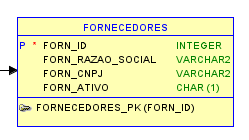 FORNECEDORES
P * FORN_ID INTEGER
FORN_RAZAO_SOCIAL VARCHAR2
FORN_CNPJ VARCHAR2
FORN_ATIVO CHAR (1)
FORNECEDORES_PK (FORN_ID)